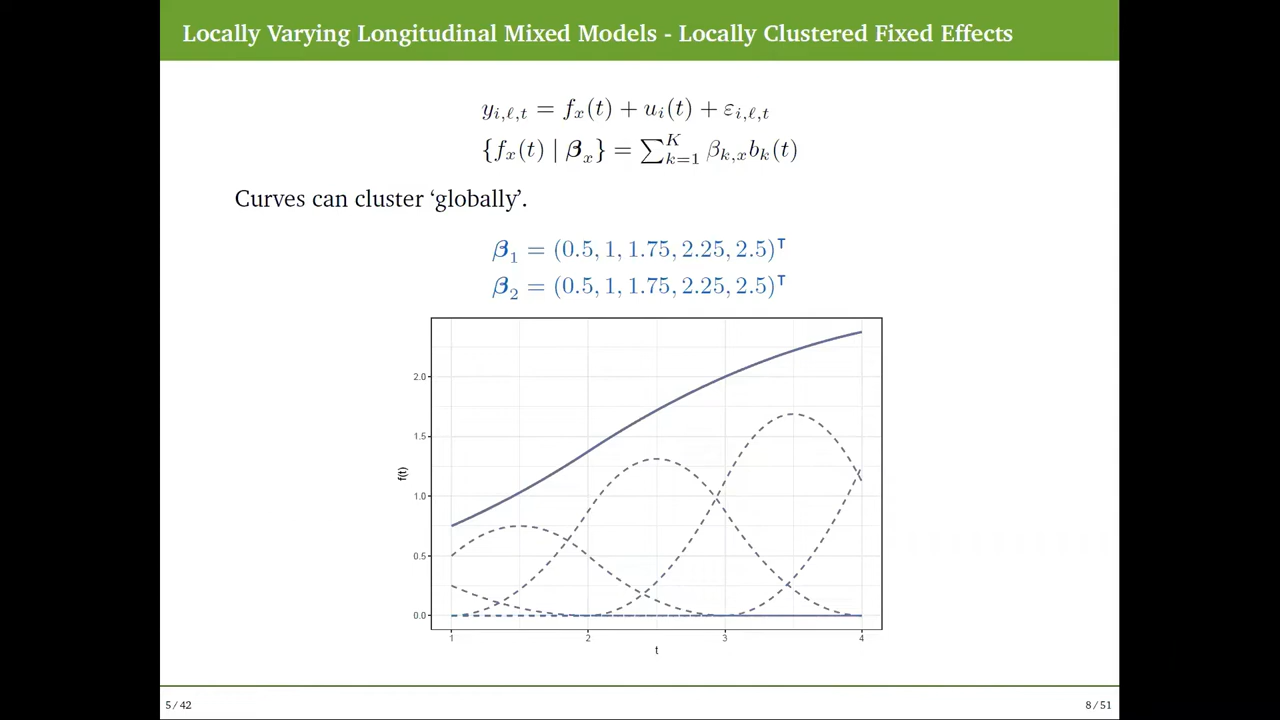 Locally Varying Longitudinal Mixed Models - Locally Clustered Fixed Effects
y_{i,ℓ,t} = f_x(t) + u_i(t) + ε_{i,ℓ,t}
{f_x(t) | β_x} = ∑_{k=1}^{K} β_{k,x} b_k(t)
Curves can cluster ‘globally’.
β_1 = (0.5, 1, 1.75, 2.25, 2.5)^T
β_2 = (0.5, 1, 1.75, 2.25, 2.5)^T
2.0
1.5
f(t)
1.0
0.5
0.0
1 2 3 4
t
5 / 42 8 / 51